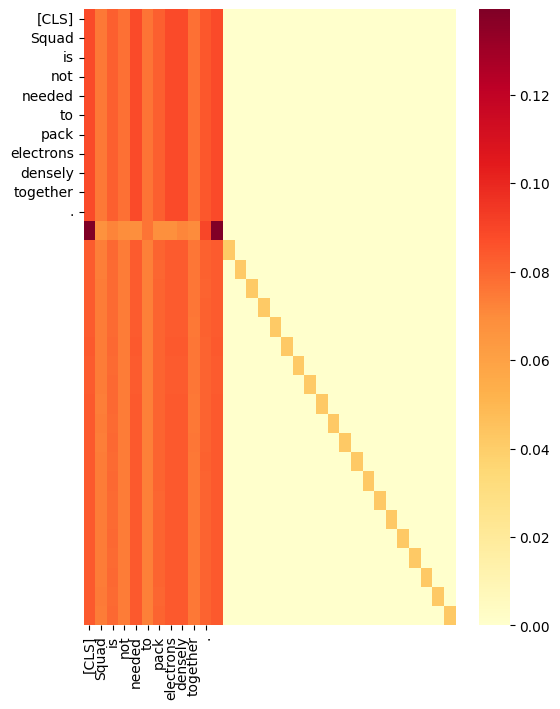 [CLS]
Squad
is
not
needed
to
pack
electrons
densely
together
.
0.12
0.10
0.08
0.06
0.04
0.02
0.00
[CLS]
Squad
is
not
needed
to
pack
electrons
densely
together
.